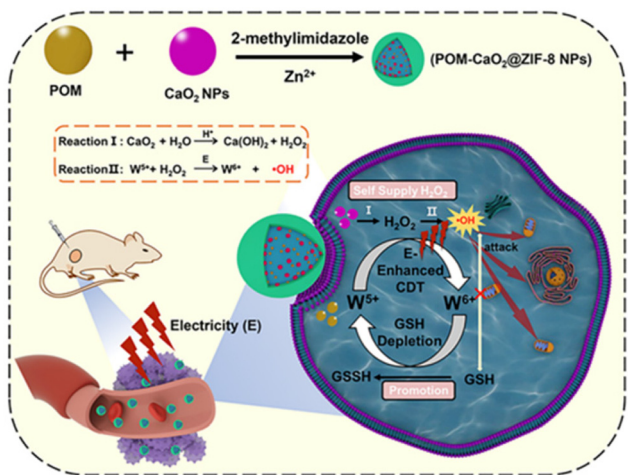 2-methylimidazole
+
POM
CaO₂ NPs
Zn²⁺
(POM-CaO₂@ZIF-8 NPs)
Reaction I : CaO₂ + H₂O H⁺→ Ca(OH)₂ + H₂O₂
Reaction II: W⁵⁺+ H₂O₂ E→ W⁶⁺ + •OH
Self Supply H₂O₂
I
H₂O₂
II
•OH
attack
E-
Enhanced
CDT
W⁵⁺
W⁶⁺
GSH
Depletion
GSSH
GSH
Promotion
Electricity (E)